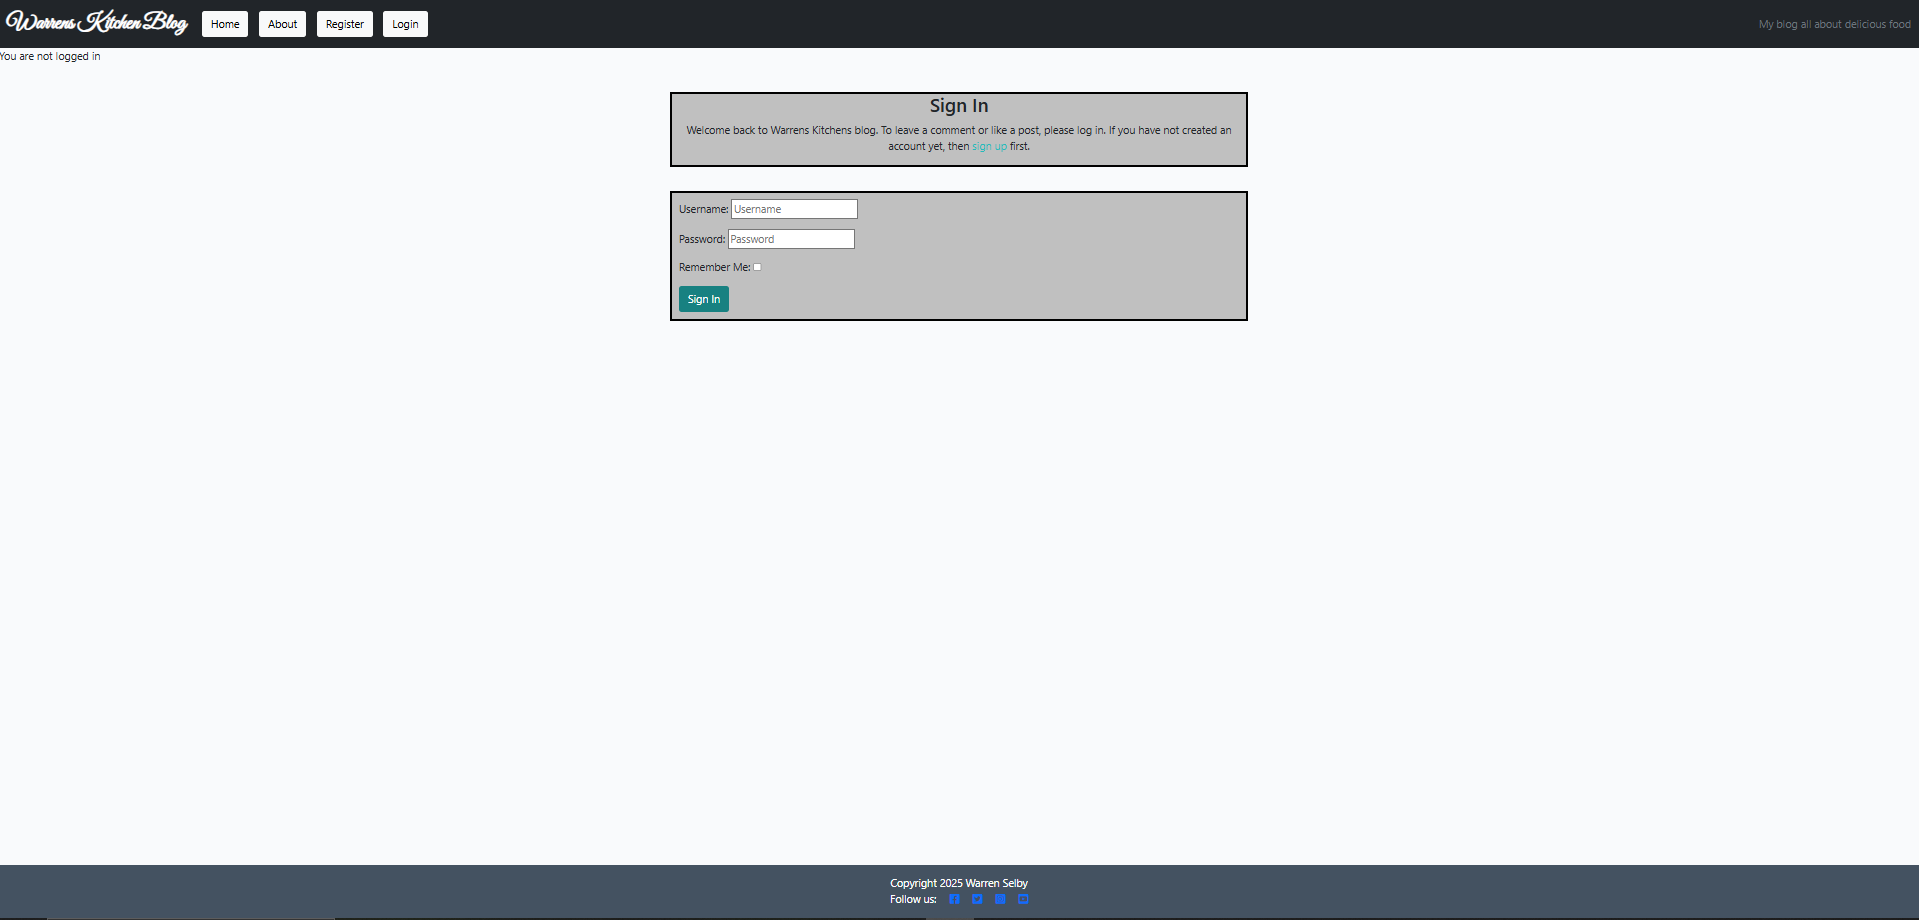 Warrens Kitchen Blog
Home
About
Register
Login
My blog all about delicious food
You are not logged in
Sign In
Welcome back to Warrens Kitchens blog. To leave a comment or like a post, please log in. If you have not created an
account yet, then sign up first.
Username: Username
Password: Password
Remember Me:
Sign In
Copyright 2025 Warren Selby
Follow us: